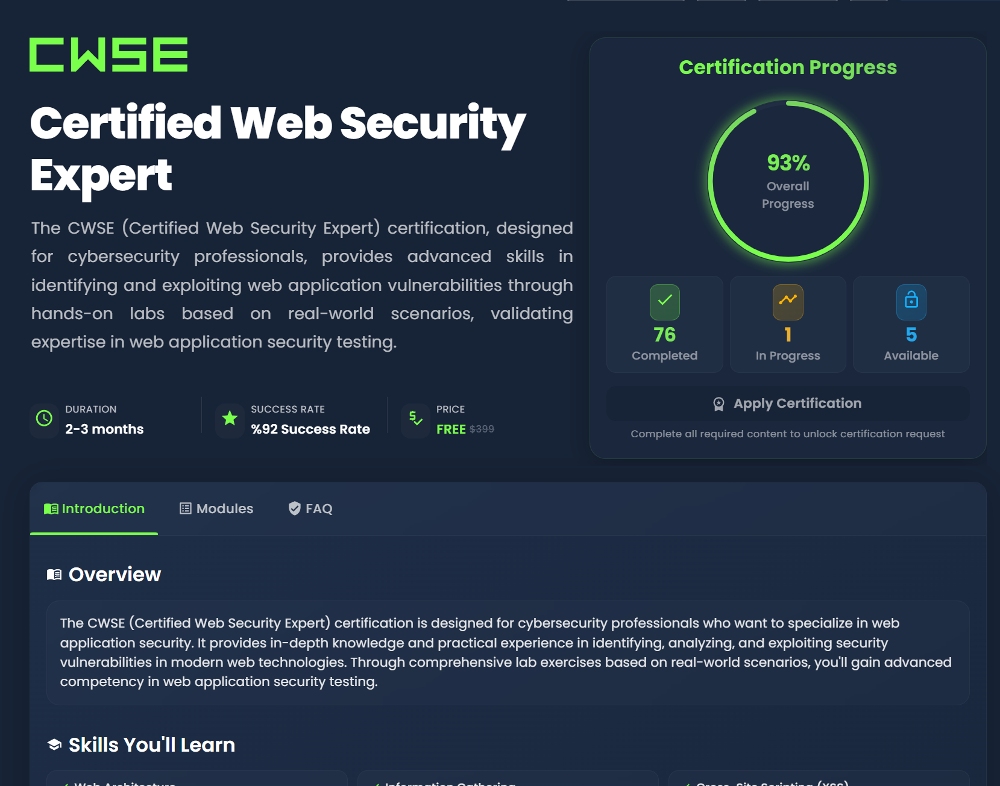 CWSE
Certified Web Security
Expert
The CWSE (Certified Web Security Expert) certification, designed
for cybersecurity professionals, provides advanced skills in
identifying and exploiting web application vulnerabilities through
hands-on labs based on real-world scenarios, validating
expertise in web application security testing.
DURATION
2-3 months
SUCCESS RATE
%92 Success Rate
PRICE
FREE $399
Certification Progress
93%
Overall
Progress
76
Completed
1
In Progress
5
Available
Apply Certification
Complete all required content to unlock certification request
Introduction
Modules
FAQ
Overview
The CWSE (Certified Web Security Expert) certification is designed for cybersecurity professionals who want to specialize in web
application security. It provides in-depth knowledge and practical experience in identifying, analyzing, and exploiting security
vulnerabilities in modern web technologies. Through comprehensive lab exercises based on real-world scenarios, you'll gain advanced
competency in web application security testing.
Skills You'll Learn
Web Architecture
Information Gathering
Cross-Site Scripting (XSS)